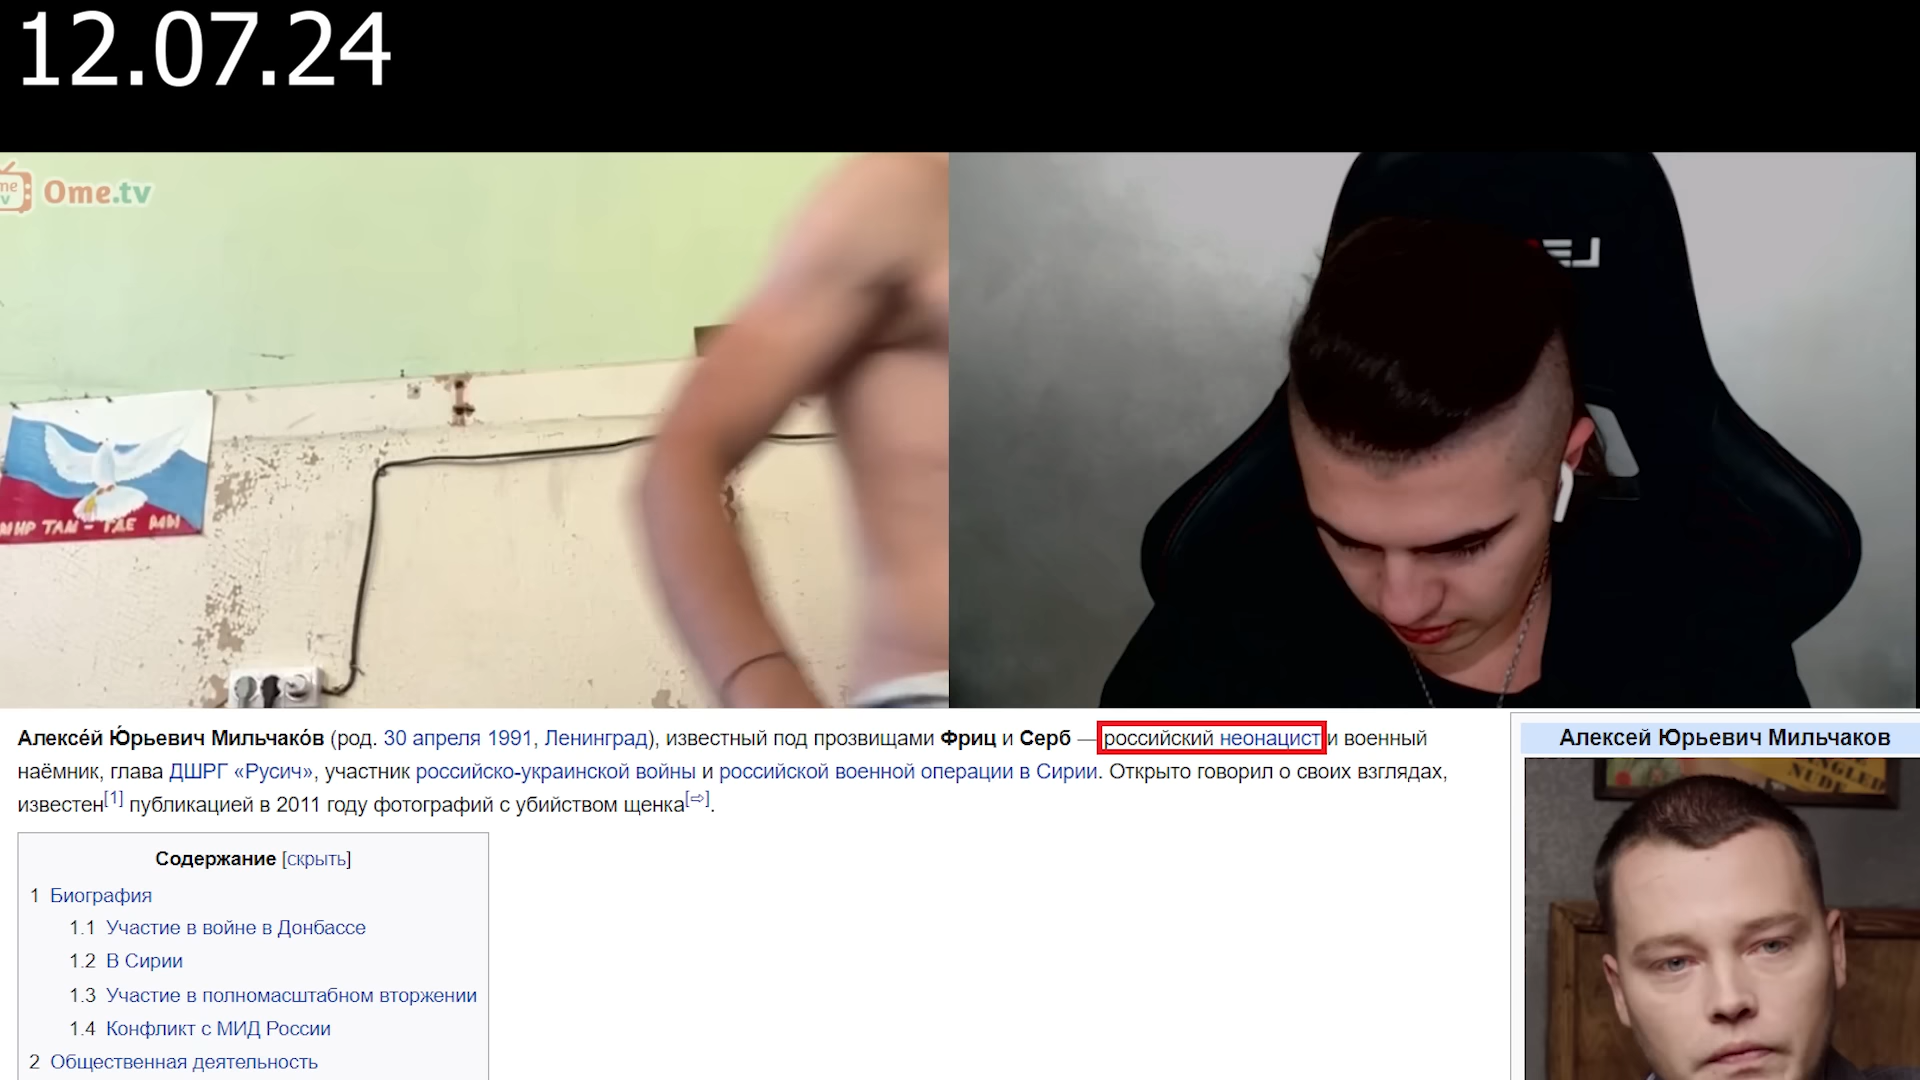 12.07.24
Ome.tv
МИР ТАМ - ГДЕ МЫ
Алексе́й Ю́рьевич Мильчако́в (род. 30 апреля 1991, Ленинград), известный под прозвищами Фриц и Серб — российский неонацист и военный
наёмник, глава ДШРГ «Русич», участник российско-украинской войны и российской военной операции в Сирии. Открыто говорил о своих взглядах,
известен[1] публикацией в 2011 году фотографий с убийством щенка[⇨].
Алексей Юрьевич Мильчаков
Содержание [скрыть]
1 Биография
1.1 Участие в войне в Донбассе
1.2 В Сирии
1.3 Участие в полномасштабном вторжении
1.4 Конфликт с МИД России
2 Общественная деятельность